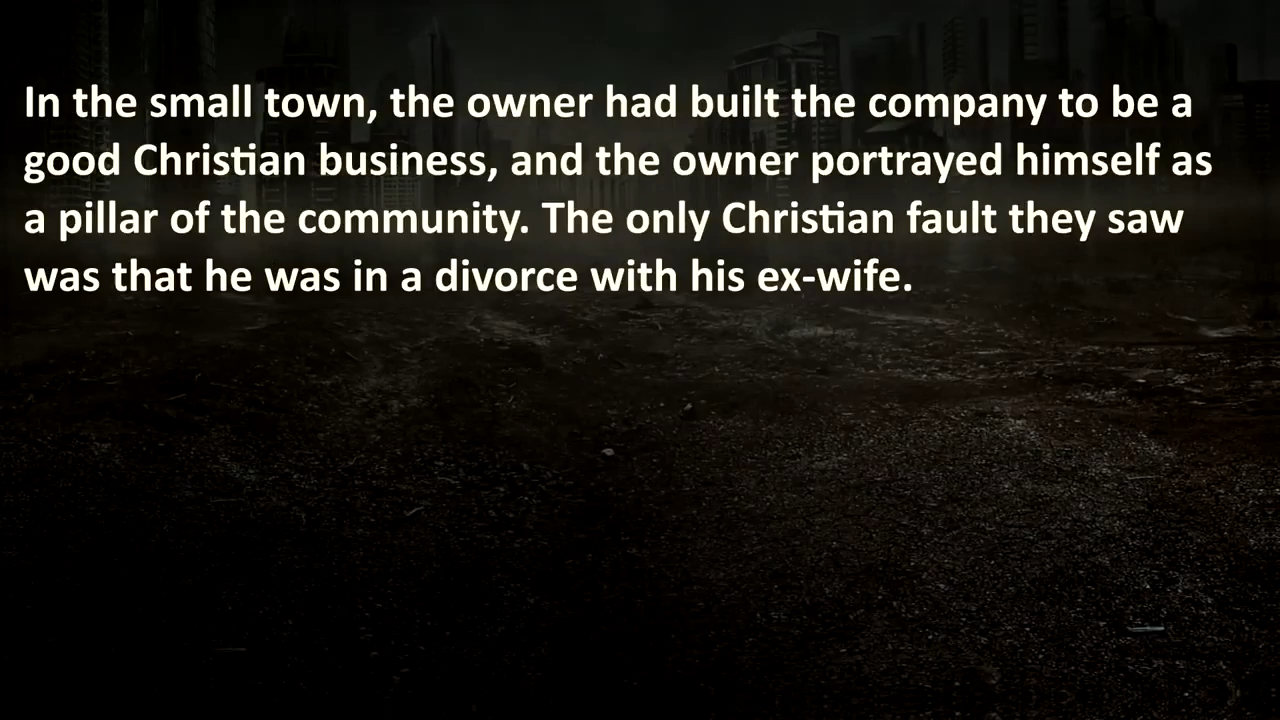 In the small town, the owner had built the company to be a
good Christian business, and the owner portrayed himself as
a pillar of the community. The only Christian fault they saw
was that he was in a divorce with his ex-wife.